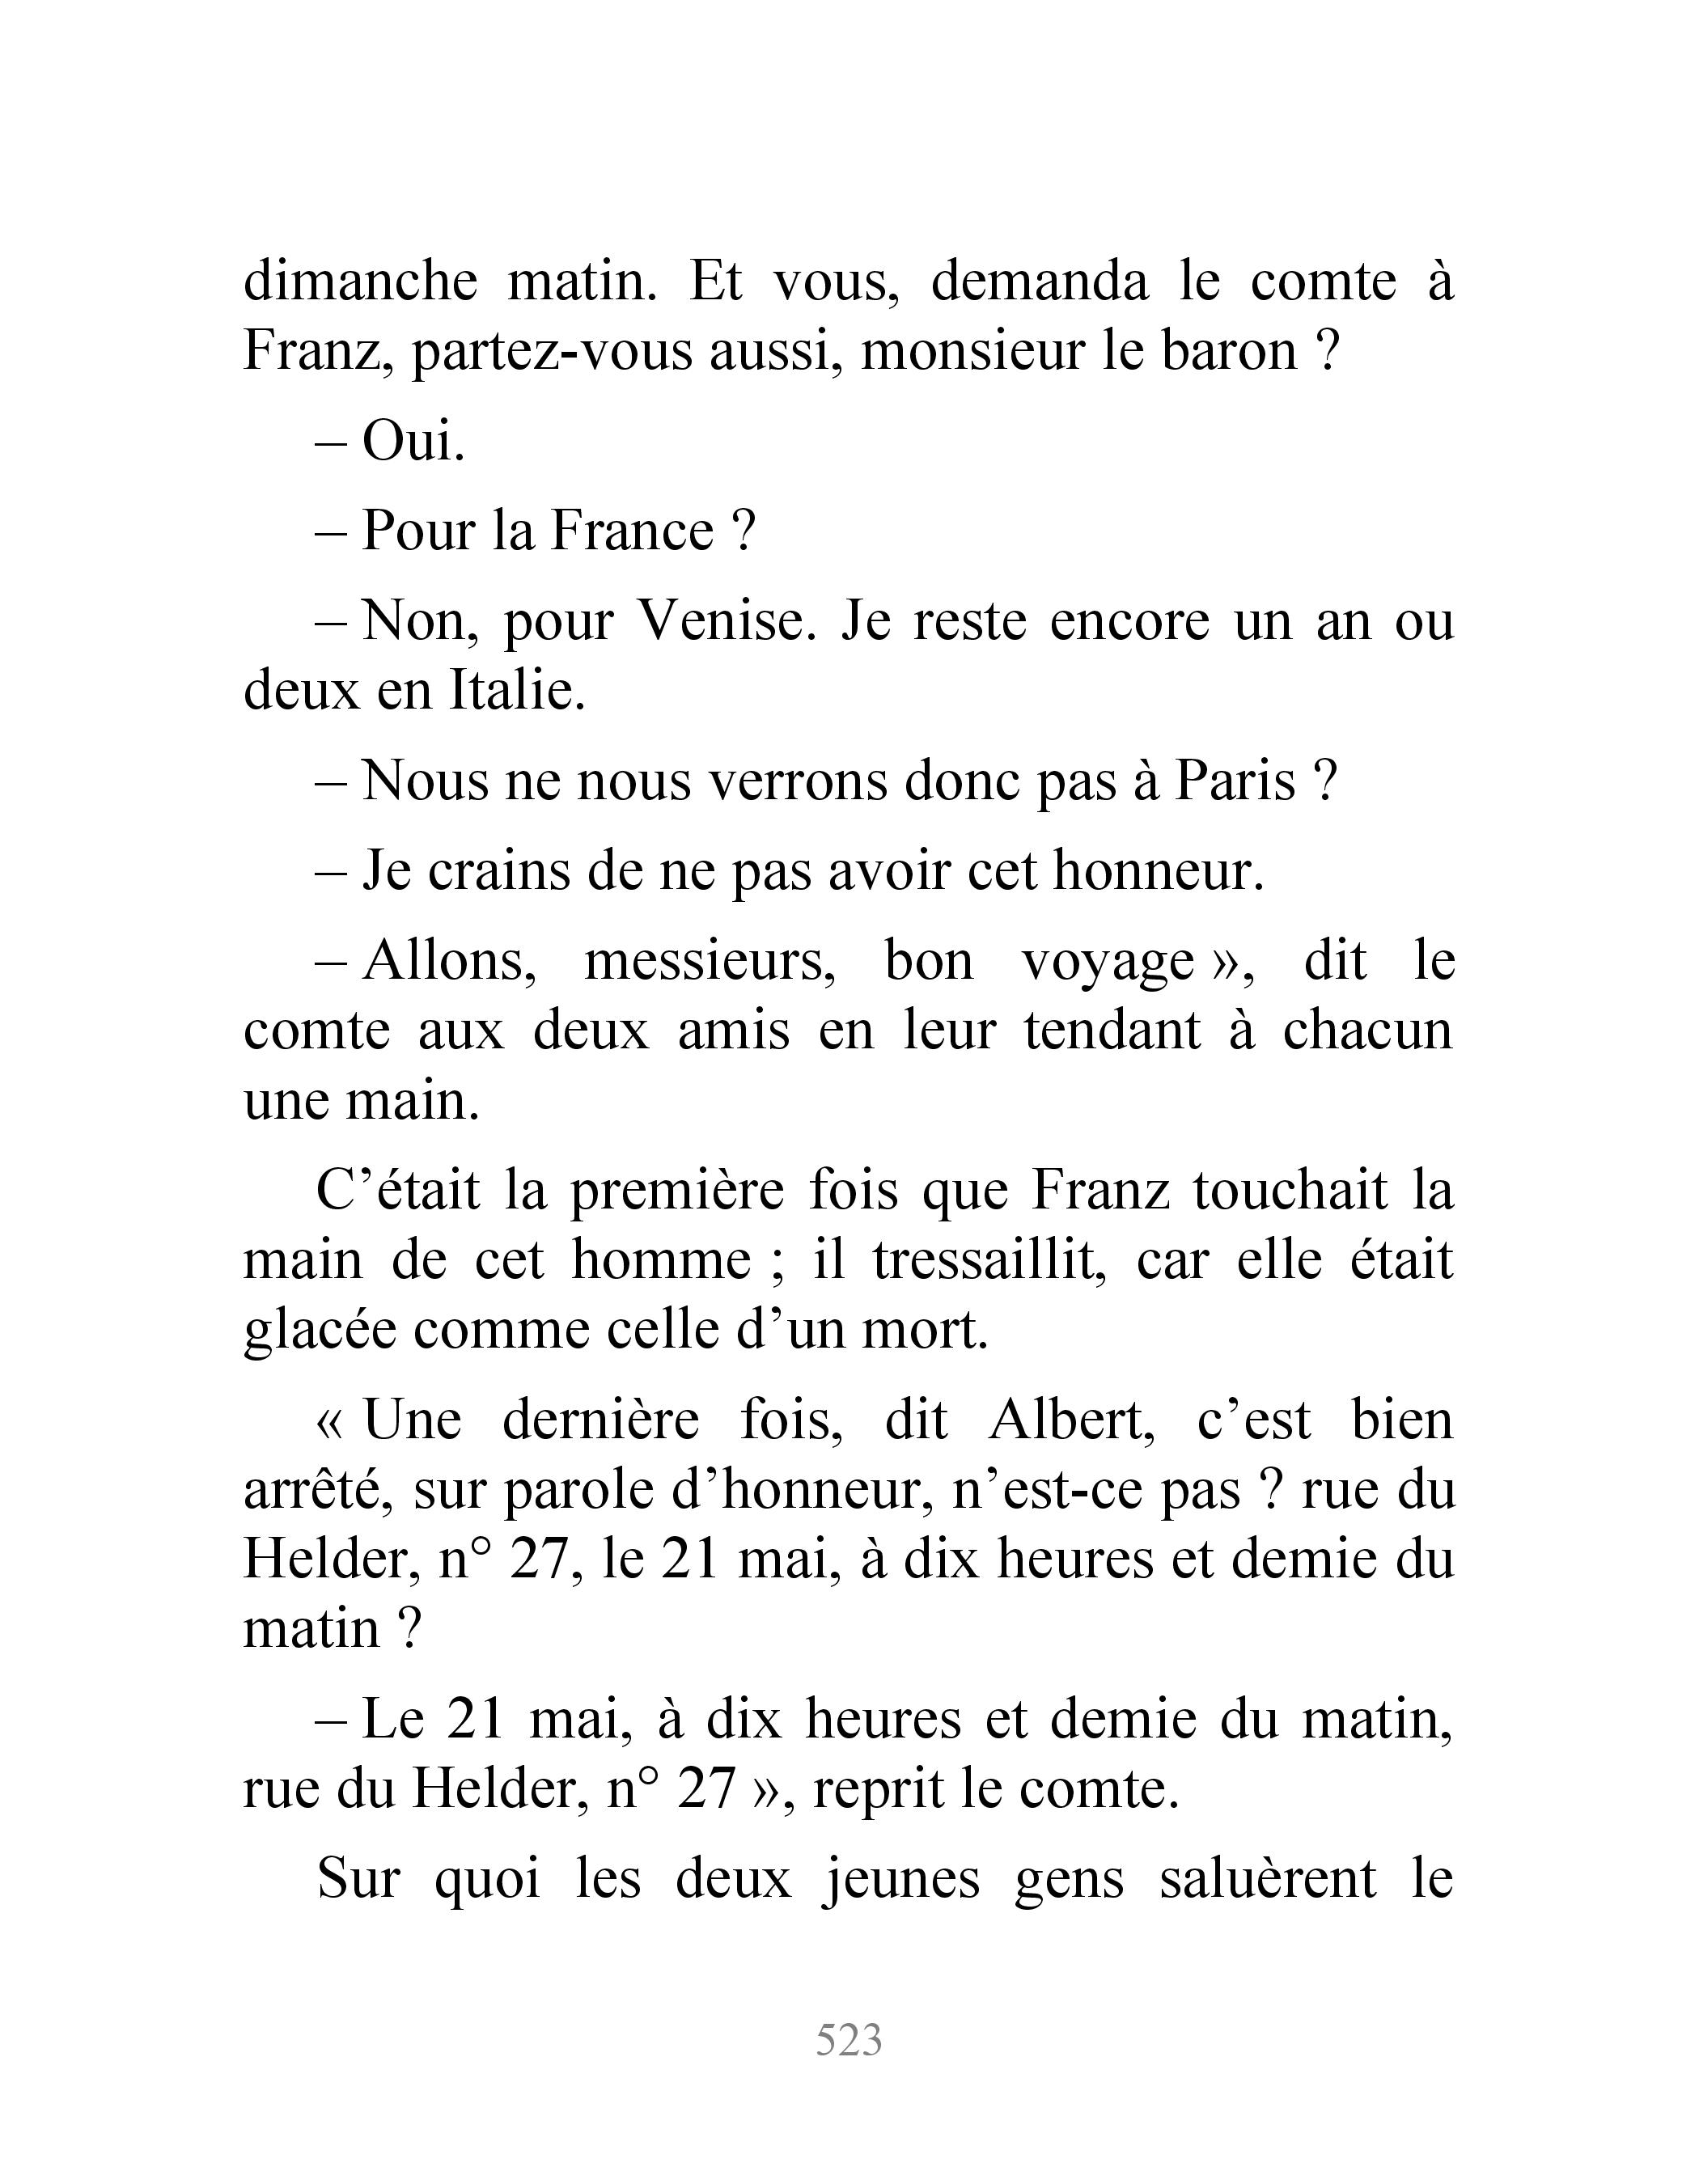 dimanche matin. Et vous, demanda le comte à
Franz, partez-vous aussi, monsieur le baron ?
– Oui.
– Pour la France ?
– Non, pour Venise. Je reste encore un an ou
deux en Italie.
– Nous ne nous verrons donc pas à Paris ?
– Je crains de ne pas avoir cet honneur.
– Allons, messieurs, bon voyage », dit le
comte aux deux amis en leur tendant à chacun
une main.
C’était la première fois que Franz touchait la
main de cet homme ; il tressaillit, car elle était
glacée comme celle d’un mort.
« Une dernière fois, dit Albert, c’est bien
arrêté, sur parole d’honneur, n’est-ce pas ? rue du
Helder, n° 27, le 21 mai, à dix heures et demie du
matin ?
– Le 21 mai, à dix heures et demie du matin,
rue du Helder, n° 27 », reprit le comte.
Sur quoi les deux jeunes gens saluèrent le
523